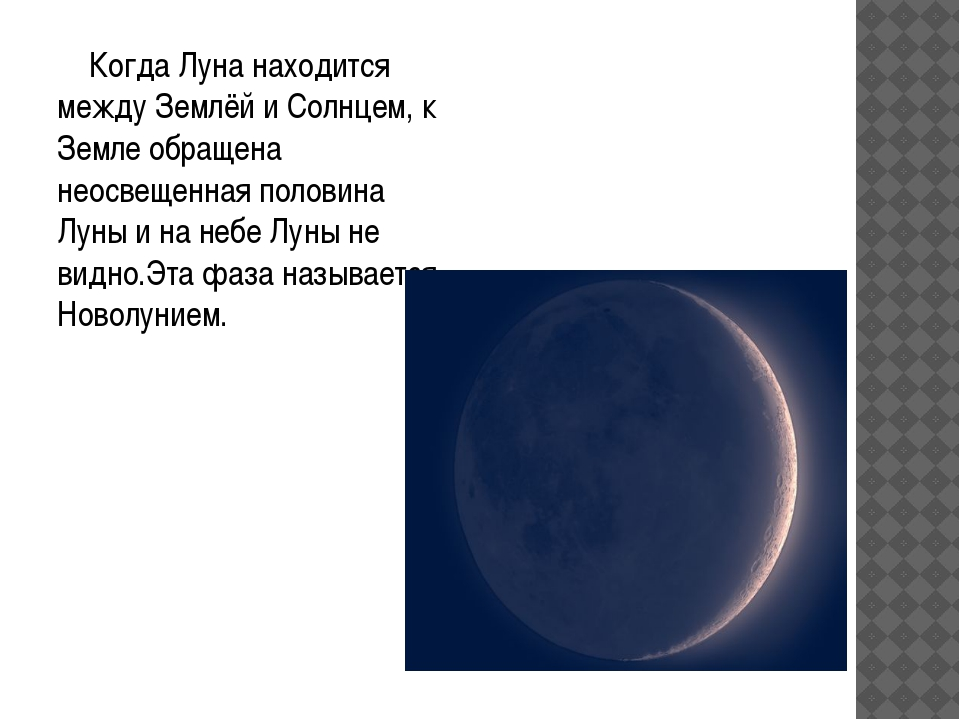 Когда Луна находится
между Землёй и Солнцем, к
Земле обращена
неосвещенная половина
Луны и на небе Луны не
видно.Эта фаза называется
Новолунием.